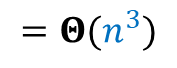 = Θ(n³)